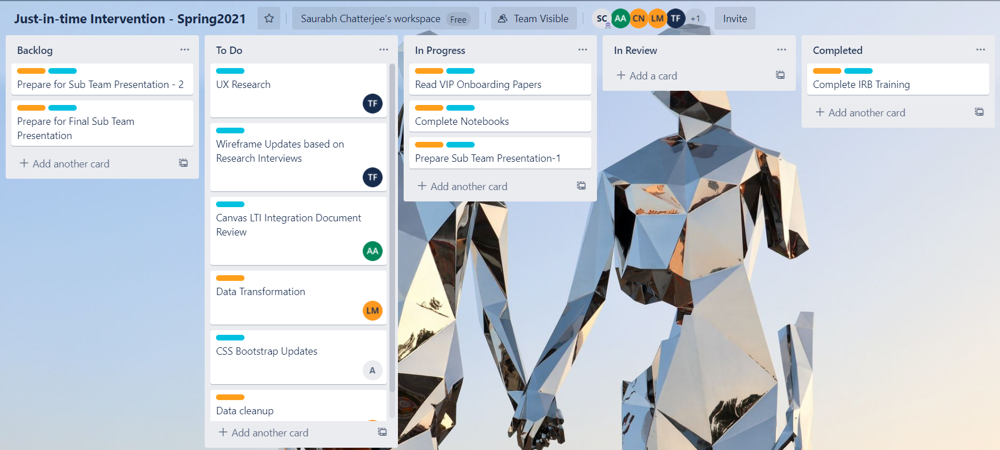 Just-in-time Intervention - Spring2021
Saurabh Chatterjee's workspace Free
Team Visible
SC AA CN LM TF +1
Invite
Backlog
Prepare for Sub Team Presentation - 2
Prepare for Final Sub Team
Presentation
+ Add another card
To Do
UX Research
TF
Wireframe Updates based on
Research Interviews
TF
Canvas LTI Integration Document
Review
AA
Data Transformation
LM
CSS Bootstrap Updates
A
Data cleanup
+ Add another card
In Progress
Read VIP Onboarding Papers
Complete Notebooks
Prepare Sub Team Presentation-1
+ Add another card
In Review
+ Add a card
Completed
Complete IRB Training
+ Add another card